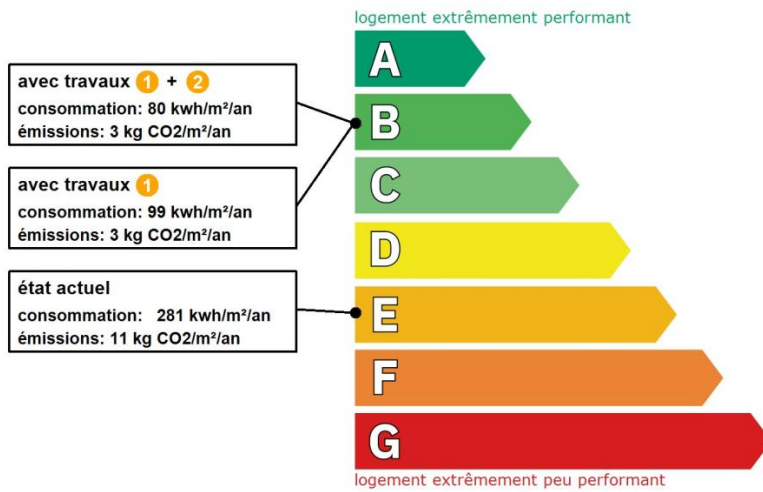 logement extrêmement performant
A
avec travaux 1 + 2
consommation: 80 kwh/m²/an
émissions: 3 kg CO2/m²/an
B
avec travaux 1
consommation: 99 kwh/m²/an
émissions: 3 kg CO2/m²/an
C
D
état actuel
consommation: 281 kwh/m²/an
émissions: 11 kg CO2/m²/an
E
F
G
logement extrêmement peu performant